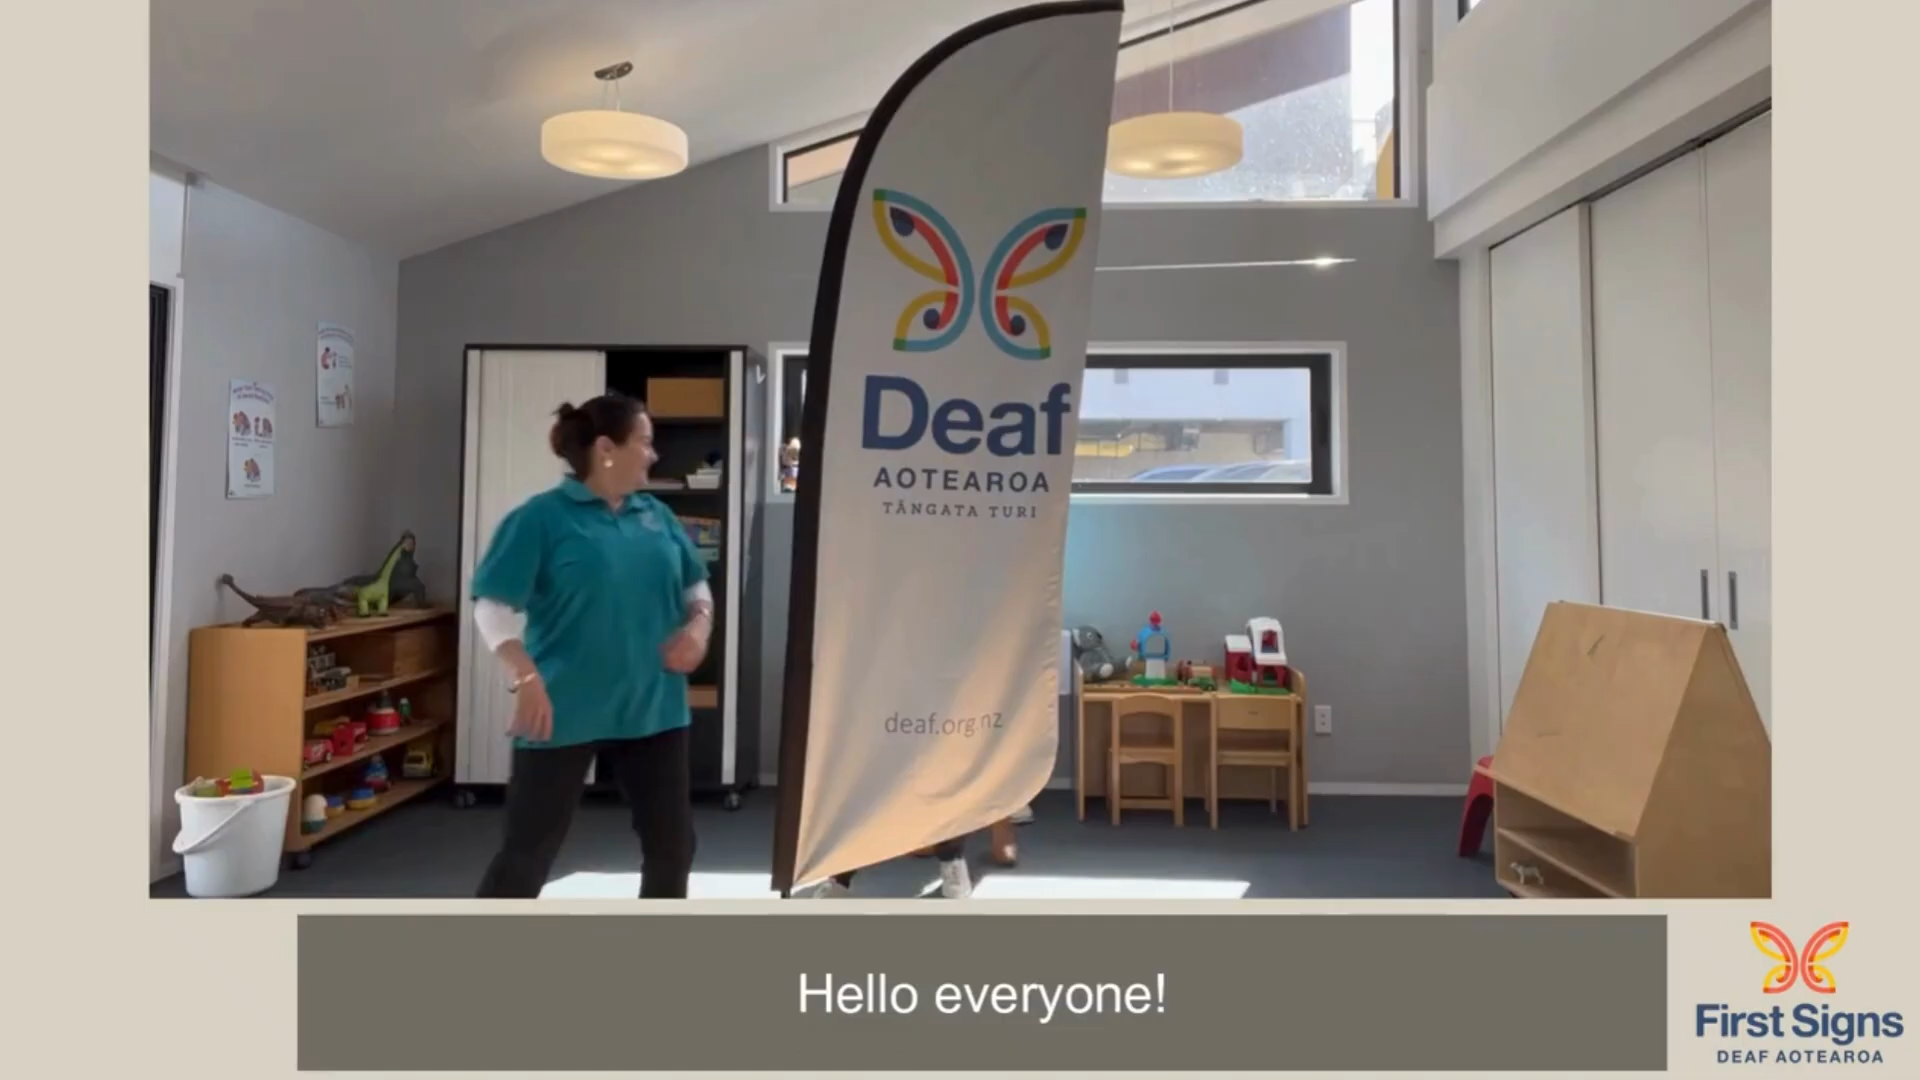 Deaf
AOTEAROA
TĀNGATA TURI
deaf.org.nz
Hello everyone!
First Signs
DEAF AOTEAROA